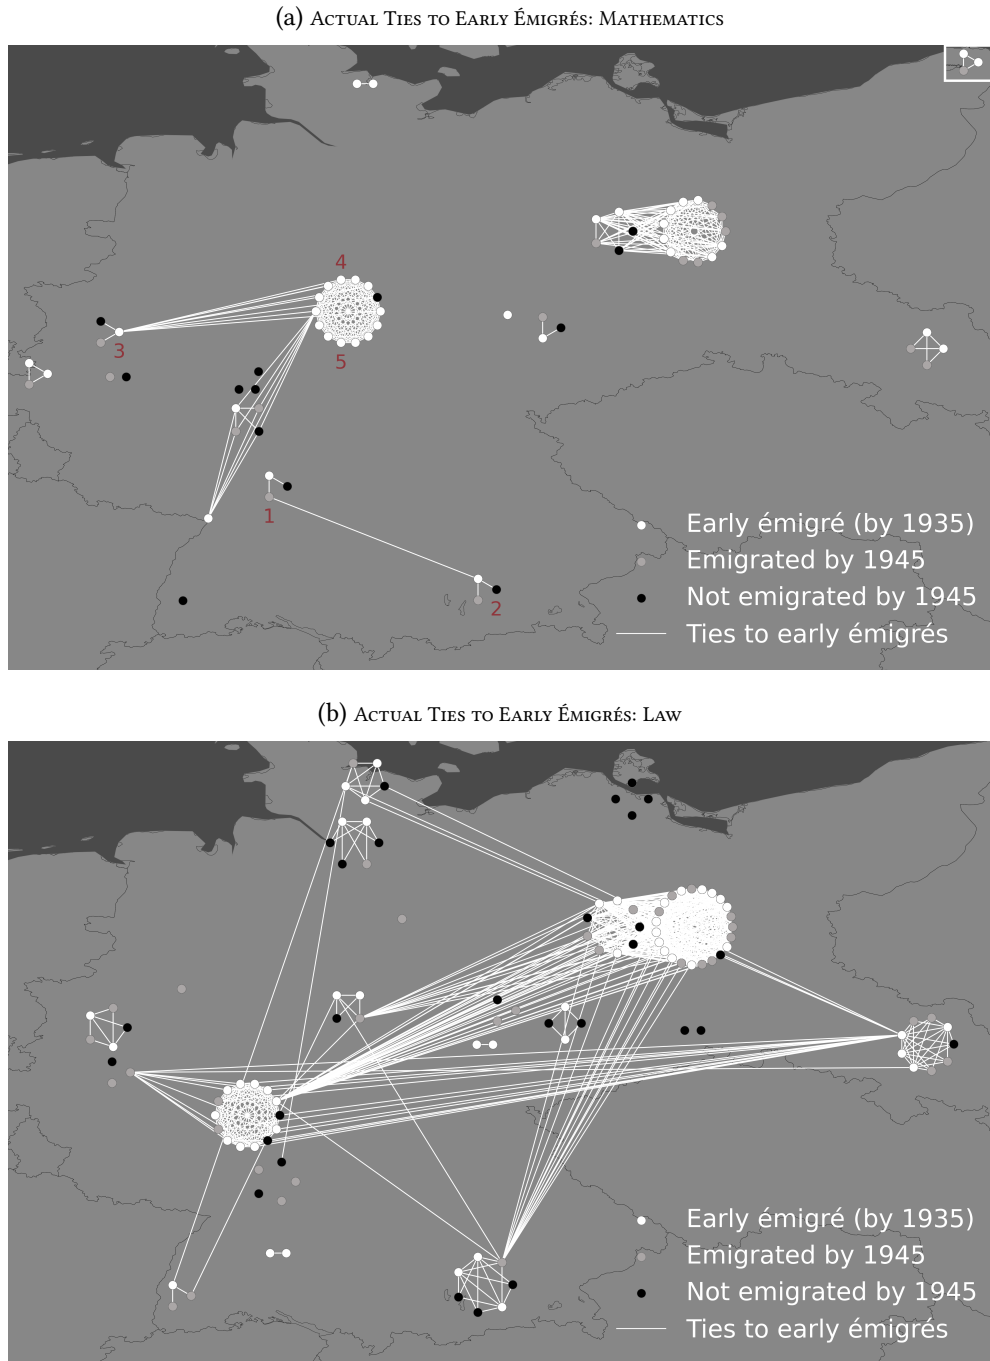 (a) Actual Ties to Early Émigrés: Mathematics
4
3
5
1
2
Early émigré (by 1935)
Emigrated by 1945
Not emigrated by 1945
Ties to early émigrés
(b) Actual Ties to Early Émigrés: Law
Early émigré (by 1935)
Emigrated by 1945
Not emigrated by 1945
Ties to early émigrés